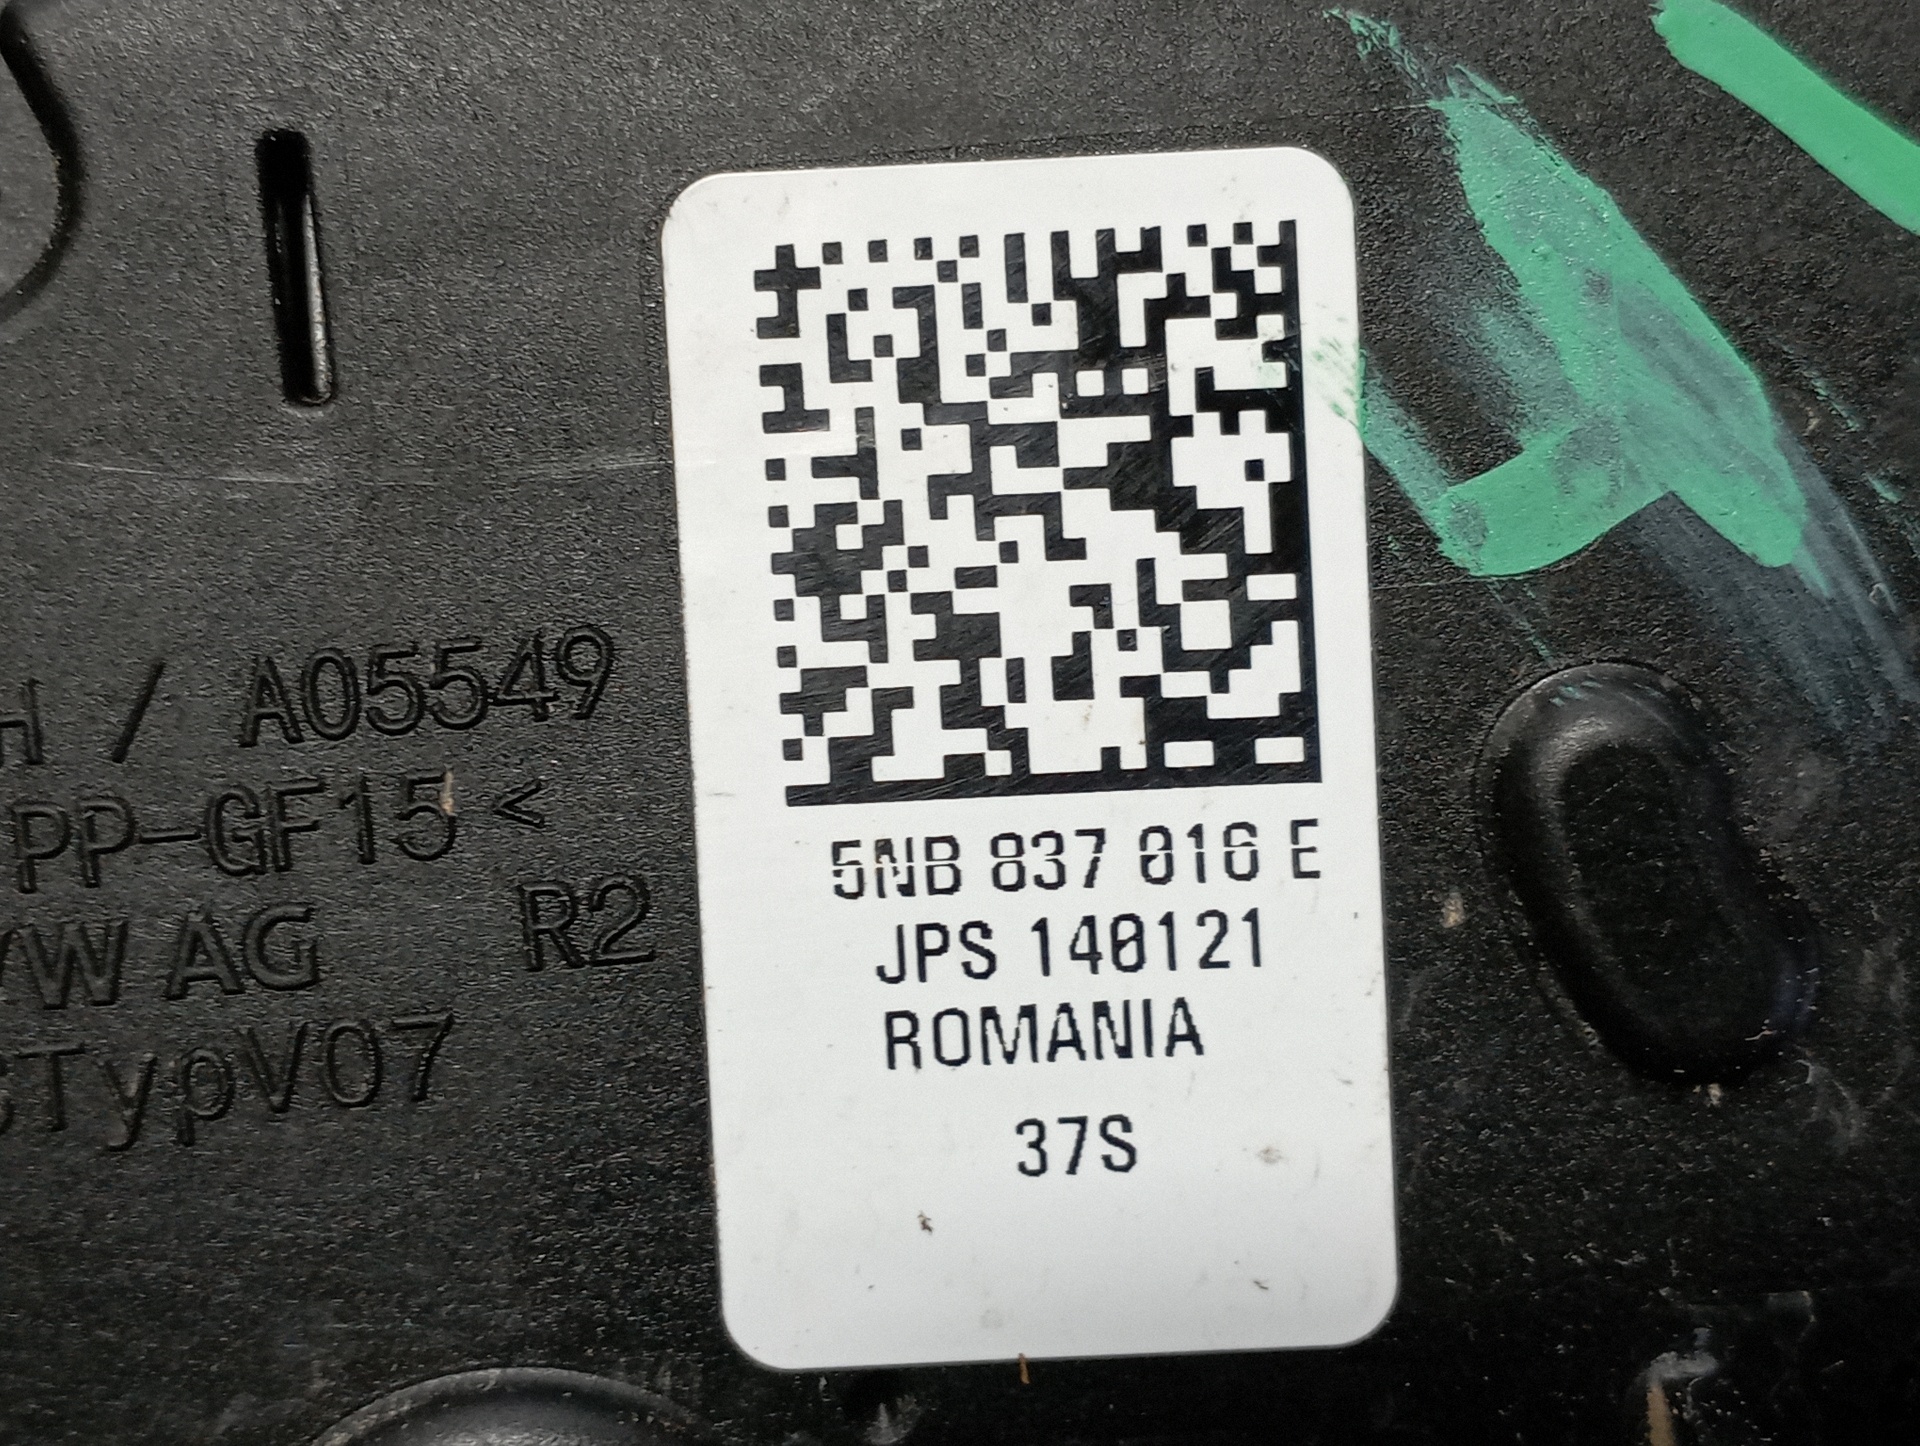 H / A05549
PP-GF15<
VW AG R2
TypV07
5NB 837 016 E
JPS 140121
ROMANIA
37S